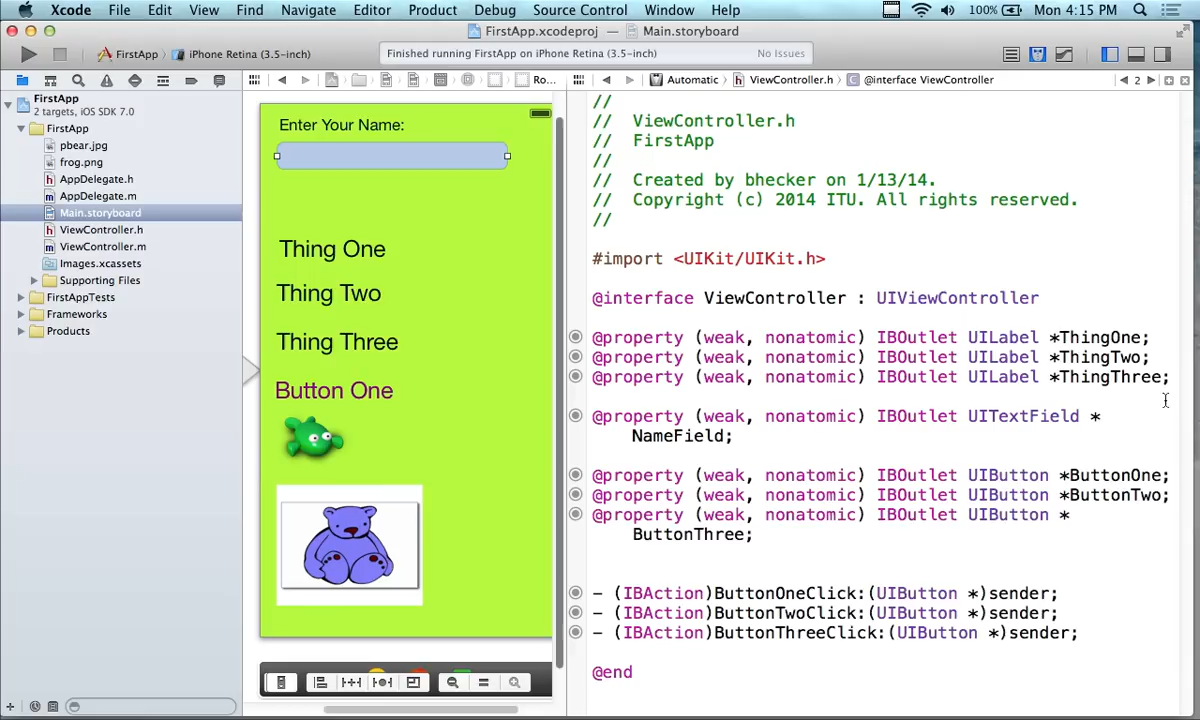 Xcode File Edit View Find Navigate Editor Product Debug Source Control Window Help 100% Mon 4:15 PM
FirstApp.xcodeproj — Main.storyboard
FirstApp iPhone Retina (3.5-inch) Finished running FirstApp on iPhone Retina (3.5-inch) No Issues
Ro... Automatic ViewController.h @interface ViewController 2
FirstApp
2 targets, iOS SDK 7.0
FirstApp
pbear.jpg
frog.png
AppDelegate.h
AppDelegate.m
Main.storyboard
ViewController.h
ViewController.m
Images.xcassets
Supporting Files
FirstAppTests
Frameworks
Products
Enter Your Name:
Thing One
Thing Two
Thing Three
Button One
//
// ViewController.h
// FirstApp
//
// Created by bhecker on 1/13/14.
// Copyright (c) 2014 ITU. All rights reserved.
//
#import <UIKit/UIKit.h>
@interface ViewController : UIViewController
@property (weak, nonatomic) IBOutlet UILabel *ThingOne;
@property (weak, nonatomic) IBOutlet UILabel *ThingTwo;
@property (weak, nonatomic) IBOutlet UILabel *ThingThree;
@property (weak, nonatomic) IBOutlet UITextField *
NameField;
@property (weak, nonatomic) IBOutlet UIButton *ButtonOne;
@property (weak, nonatomic) IBOutlet UIButton *ButtonTwo;
@property (weak, nonatomic) IBOutlet UIButton *
ButtonThree;
- (IBAction)ButtonOneClick:(UIButton *)sender;
- (IBAction)ButtonTwoClick:(UIButton *)sender;
- (IBAction)ButtonThreeClick:(UIButton *)sender;
@end